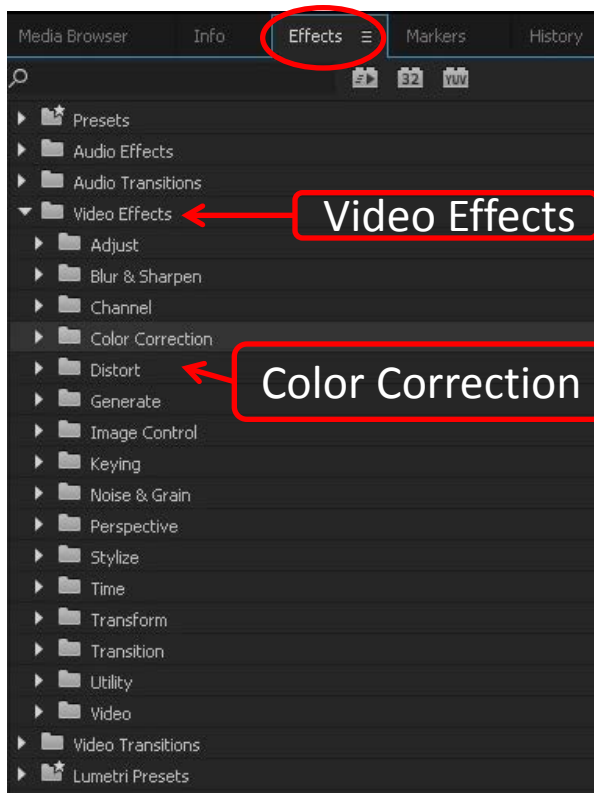 Media Browser Info Effects ≡ Markers History
32 YUV
Presets
Audio Effects
Audio Transitions
Video Effects
Video Effects
Adjust
Blur & Sharpen
Channel
Color Correction
Distort
Color Correction
Generate
Image Control
Keying
Noise & Grain
Perspective
Stylize
Time
Transform
Transition
Utility
Video
Video Transitions
Lumetri Presets